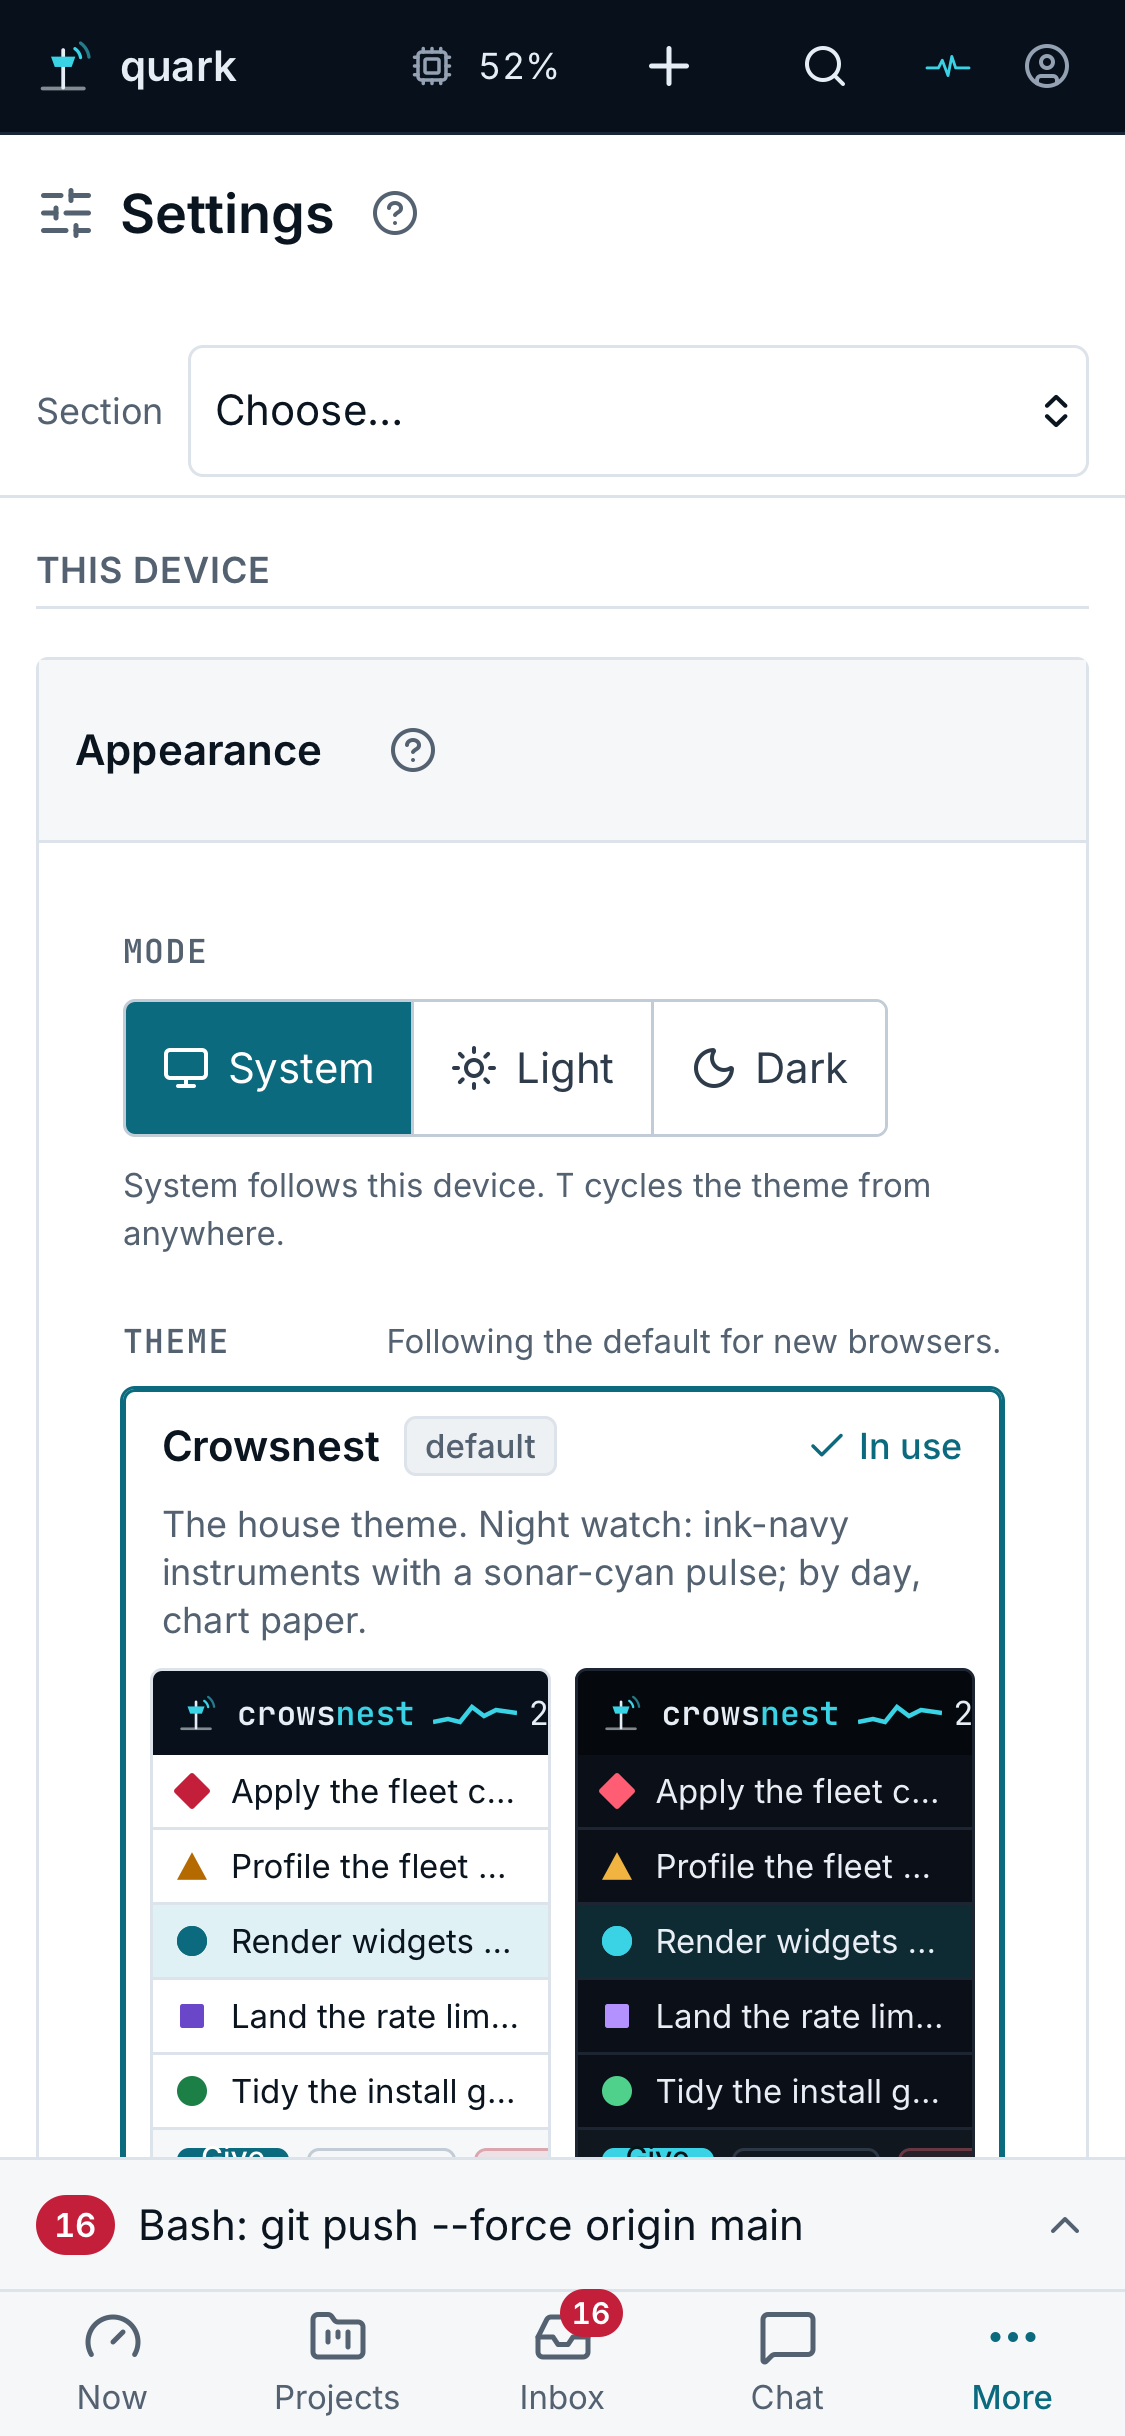 quark 52%
Settings
Section Choose...
THIS DEVICE
Appearance
MODE
System Light Dark
System follows this device. T cycles the theme from
anywhere.
THEME Following the default for new browsers.
Crowsnest default In use
The house theme. Night watch: ink-navy
instruments with a sonar-cyan pulse; by day,
chart paper.
crowsnest 2
Apply the fleet c...
Profile the fleet ...
Render widgets ...
Land the rate lim...
Tidy the install g...
crowsnest 2
Apply the fleet c...
Profile the fleet ...
Render widgets ...
Land the rate lim...
Tidy the install g...
16 Bash: git push --force origin main
16
Now Projects Inbox Chat More